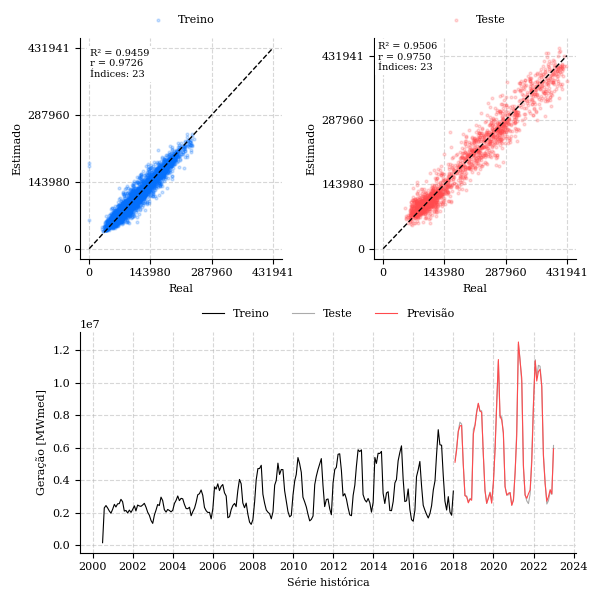 Treino
R² = 0.9459
r = 0.9726
Índices: 23
431941
287960
143980
0
Estimado
0 143980 287960 431941
Real
Teste
R² = 0.9506
r = 0.9750
Índices: 23
431941
287960
143980
0
Estimado
0 143980 287960 431941
Real
Treino Teste Previsão
1e7
1.2
1.0
0.8
0.6
0.4
0.2
0.0
Geração [MWmed]
2000 2002 2004 2006 2008 2010 2012 2014 2016 2018 2020 2022 2024
Série histórica